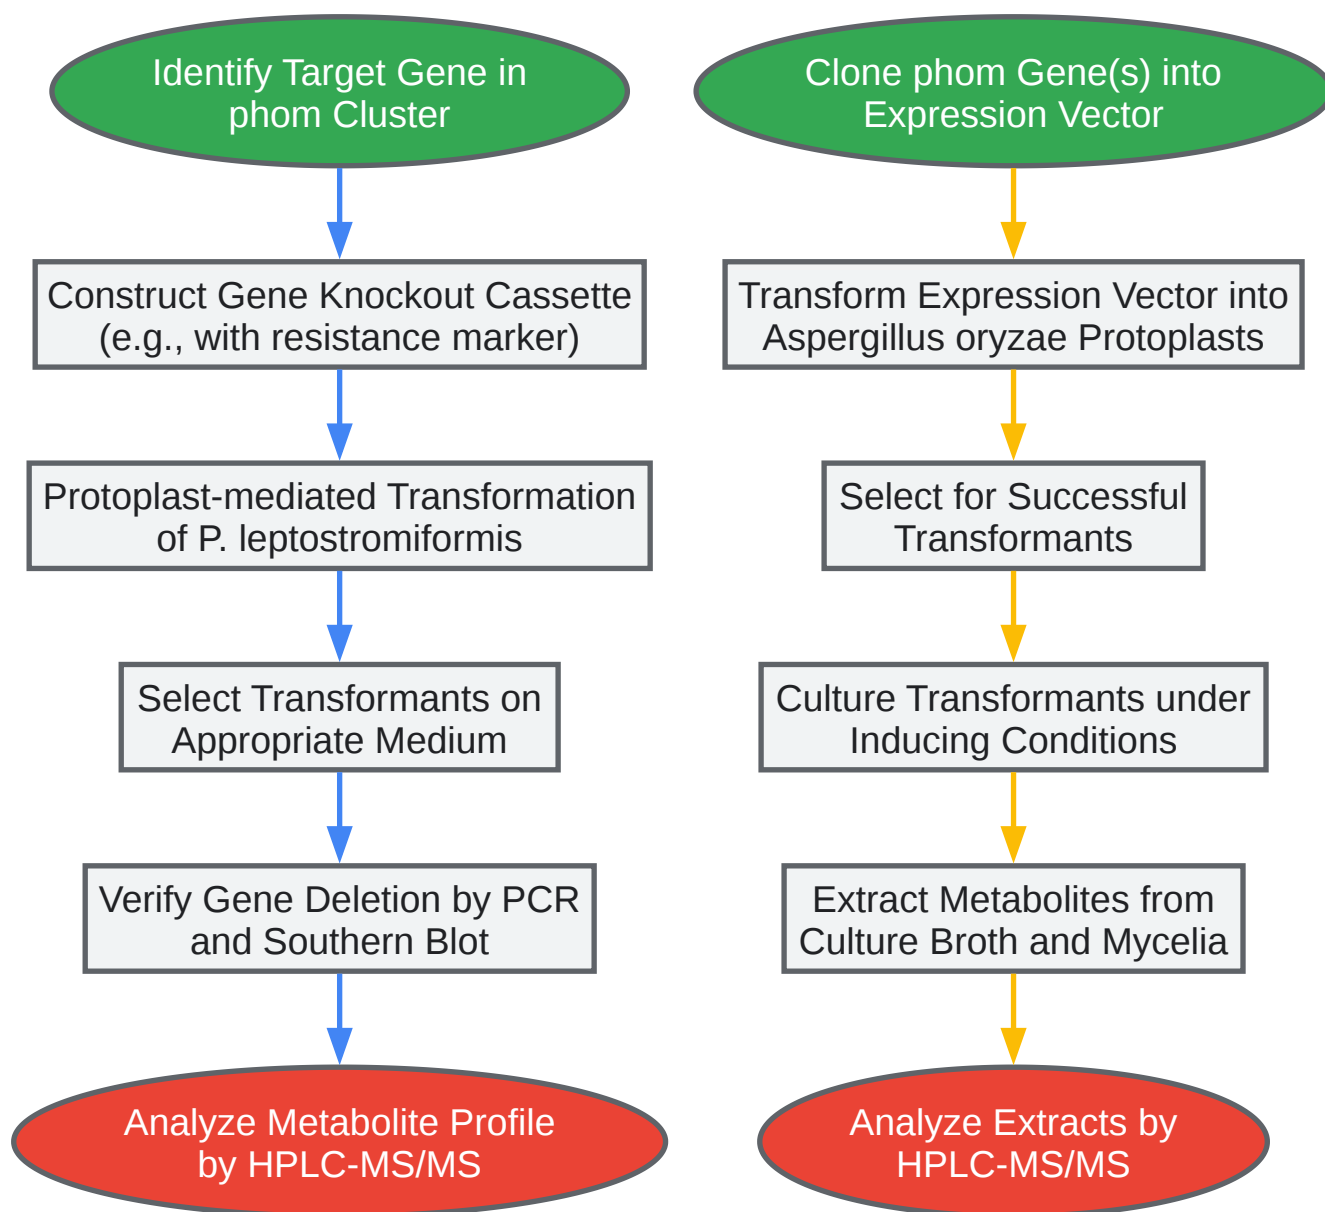 Identify Target Gene in
phom Cluster
Construct Gene Knockout Cassette
(e.g., with resistance marker)
Protoplast-mediated Transformation
of P. leptostromiformis
Select Transformants on
Appropriate Medium
Verify Gene Deletion by PCR
and Southern Blot
Analyze Metabolite Profile
by HPLC-MS/MS
Clone phom Gene(s) into
Expression Vector
Transform Expression Vector into
Aspergillus oryzae Protoplasts
Select for Successful
Transformants
Culture Transformants under
Inducing Conditions
Extract Metabolites from
Culture Broth and Mycelia
Analyze Extracts by
HPLC-MS/MS